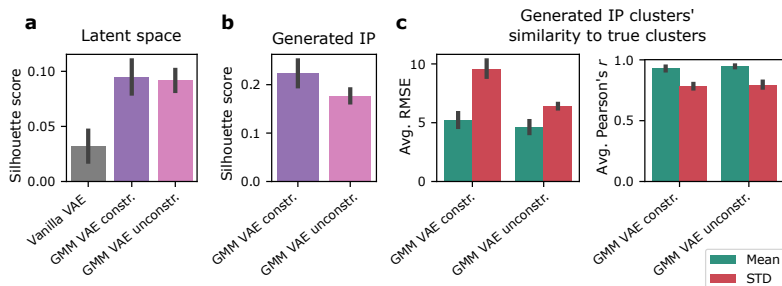 a
Latent space
Silhouette score
0.10
0.05
0.00
Vanilla VAE
GMM VAE constr.
GMM VAE unconstr.
b
Generated IP
Silhouette score
0.2
0.1
0.0
GMM VAE constr.
GMM VAE unconstr.
Generated IP clusters'
similarity to true clusters
c
Avg. RMSE
10
5
0
GMM VAE constr.
GMM VAE unconstr.
Avg. Pearson's r
1.0
0.5
0.0
GMM VAE constr.
GMM VAE unconstr.
Mean
STD